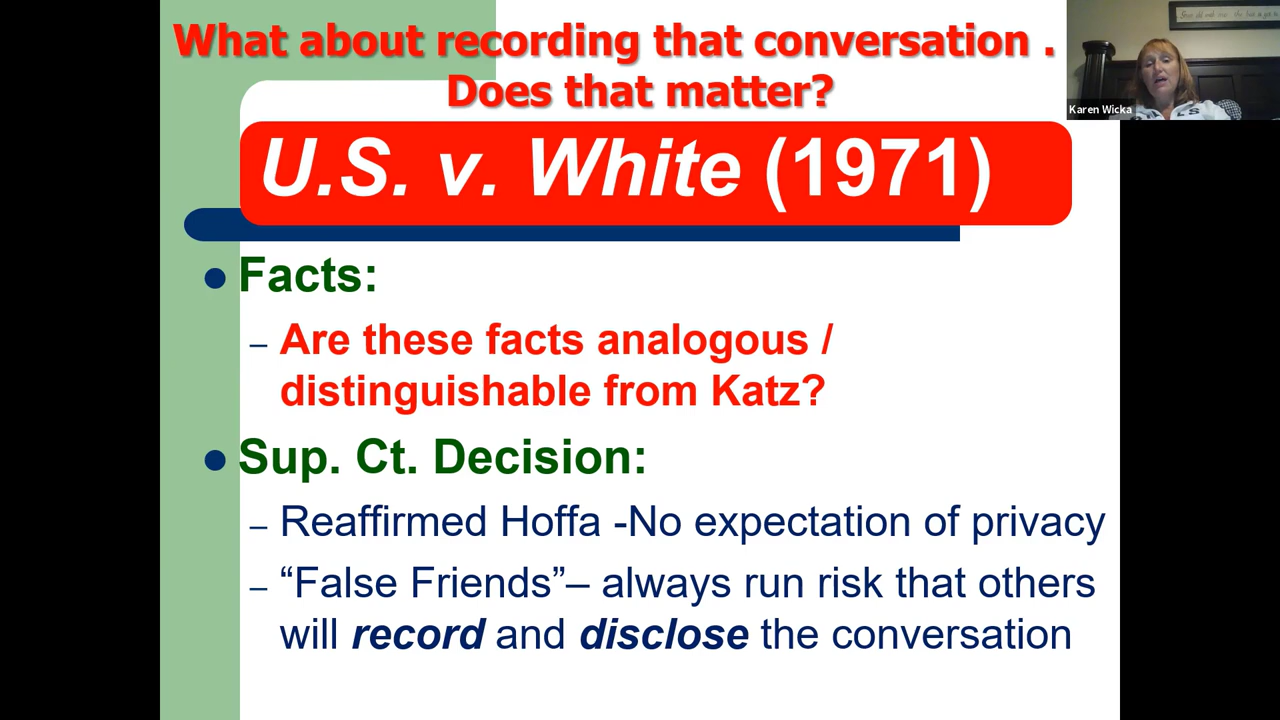 What about recording that conversation .
Does that matter?
Karen Wicka
U.S. v. White (1971)
Facts:
– Are these facts analogous /
distinguishable from Katz?
Sup. Ct. Decision:
– Reaffirmed Hoffa -No expectation of privacy
– “False Friends”– always run risk that others
will record and disclose the conversation